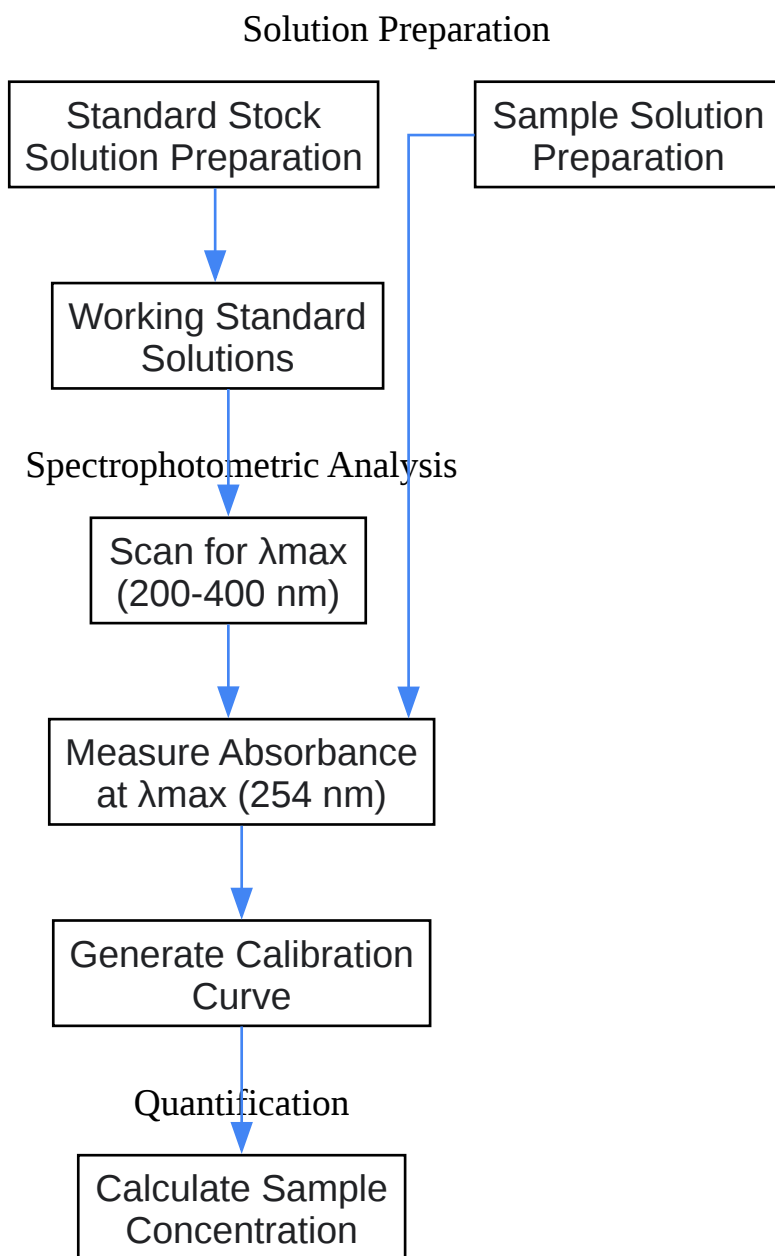 Solution Preparation
Standard Stock
Solution Preparation
Sample Solution
Preparation
Working Standard
Solutions
Spectrophotometric Analysis
Scan for λmax
(200-400 nm)
Measure Absorbance
at λmax (254 nm)
Generate Calibration
Curve
Quantification
Calculate Sample
Concentration